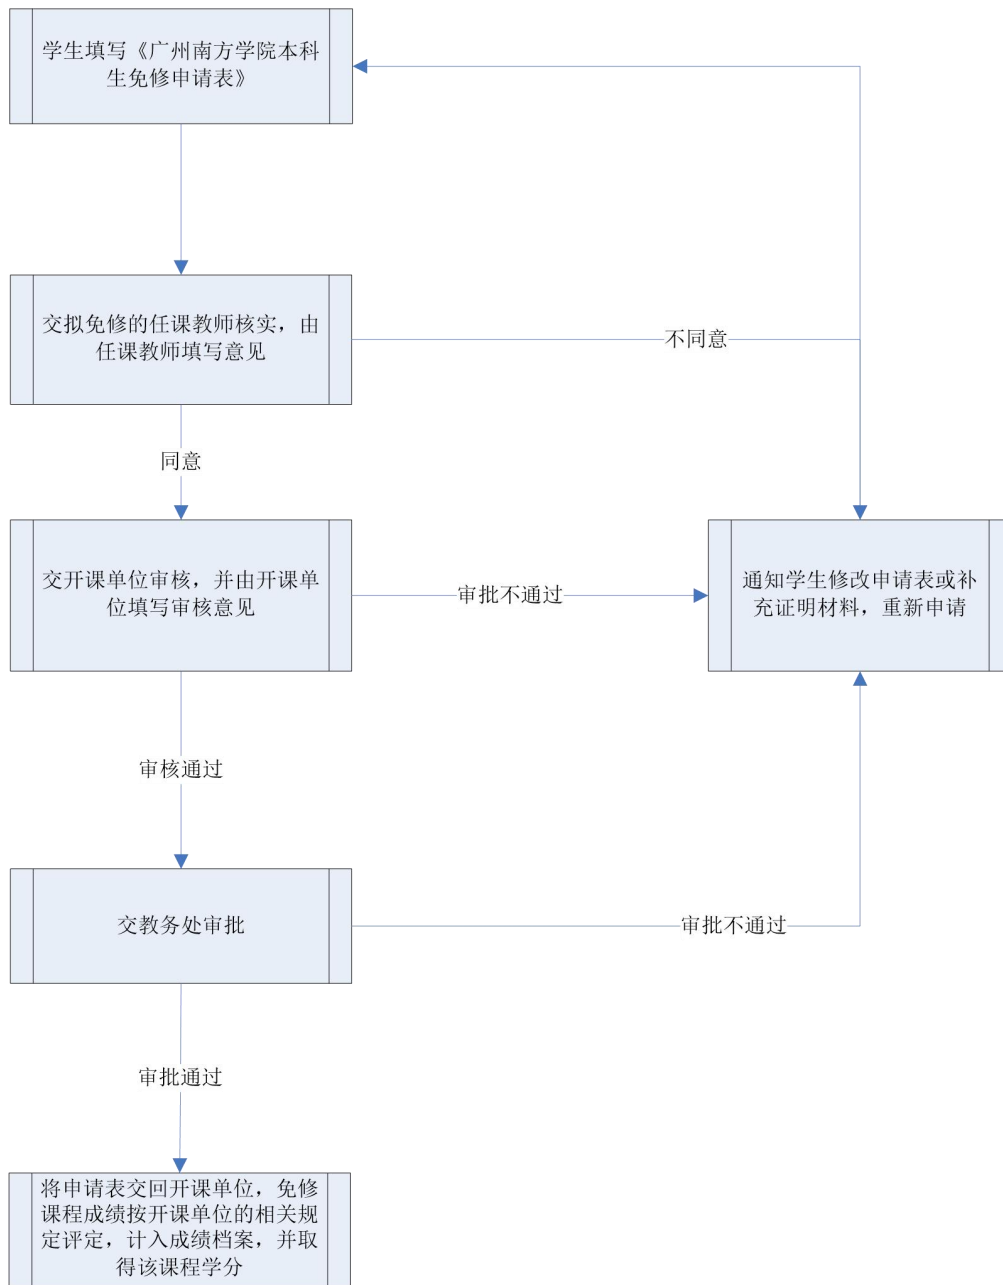 学生填写《广州南方学院本科
生免修申请表》
交拟免修的任课教师核实，由
任课教师填写意见
不同意
同意
交开课单位审核，并由开课单
位填写审核意见
审批不通过
通知学生修改申请表或补
充证明材料，重新申请
审核通过
交教务处审批
审批不通过
审批通过
将申请表交回开课单位，免修
课程成绩按开课单位的相关规
定评定，计入成绩档案，并取
得该课程学分